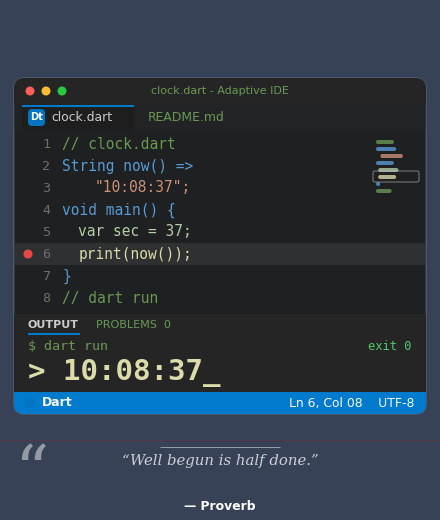 clock.dart - Adaptive IDE
Dt clock.dart README.md
1 // clock.dart
2 String now() =>
3 "10:08:37";
4 void main() {
5 var sec = 37;
6 print(now());
7 }
8 // dart run
OUTPUT PROBLEMS 0
$ dart run exit 0
> 10:08:37_
Dart Ln 6, Col 08 UTF-8
“
“Well begun is half done.”
— Proverb